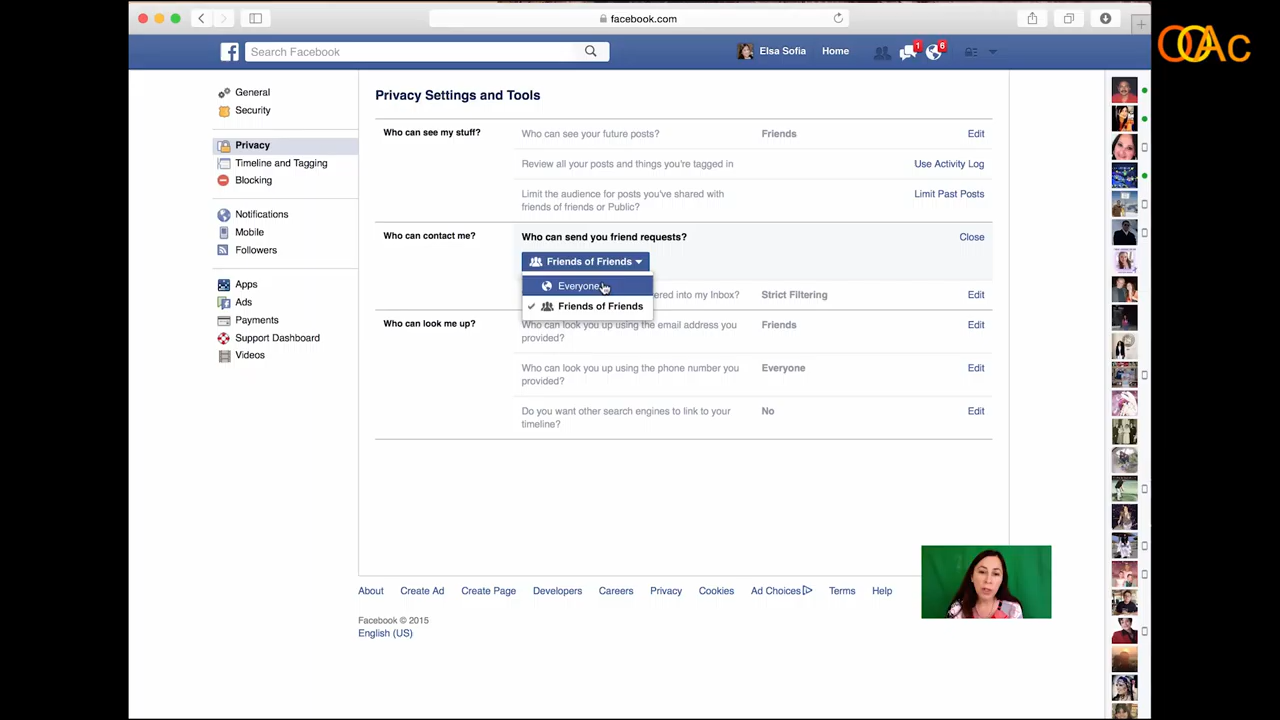 facebook.com
OOAc
Search Facebook
Elsa Sofia
Home
1
6
General
Security
Privacy
Timeline and Tagging
Blocking
Notifications
Mobile
Followers
Apps
Ads
Payments
Support Dashboard
Videos
Privacy Settings and Tools
Who can see my stuff?
Who can see your future posts?
Friends
Edit
Review all your posts and things you're tagged in
Use Activity Log
Limit the audience for posts you've shared with
friends of friends or Public?
Limit Past Posts
Who can contact me?
Who can send you friend requests?
Close
Friends of Friends
Everyone
Friends of Friends
ered into my Inbox?
Strict Filtering
Edit
Who can look me up?
Who can look you up using the email address you
provided?
Friends
Edit
Who can look you up using the phone number you
provided?
Everyone
Edit
Do you want other search engines to link to your
timeline?
No
Edit
About
Create Ad
Create Page
Developers
Careers
Privacy
Cookies
Ad Choices
Terms
Help
Facebook © 2015
English (US)